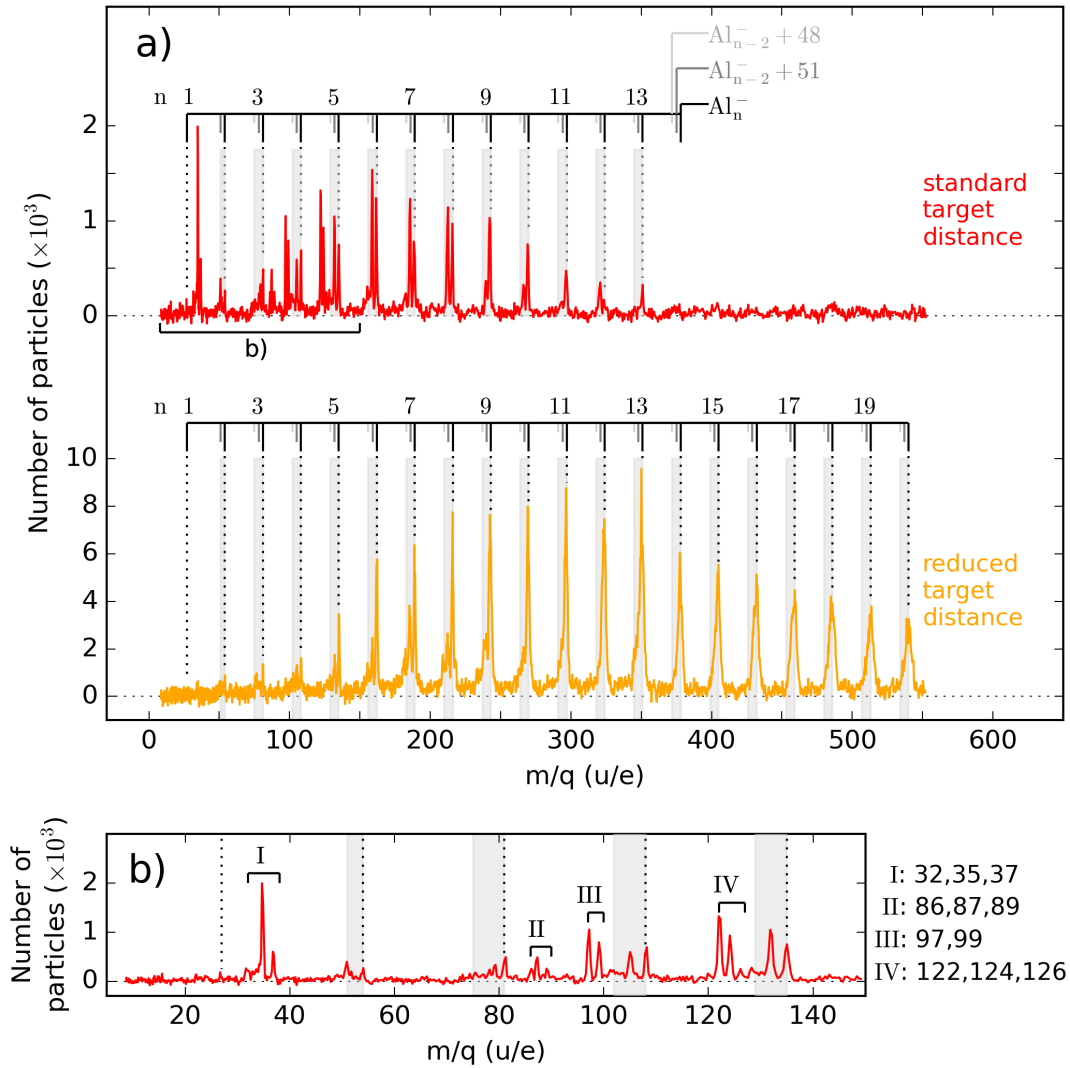 a)
Al⁻ₙ₋₂ + 48
Al⁻ₙ₋₂ + 51
Al⁻ₙ
n 1 3 5 7 9 11 13
2
1
0
standard
target
distance
b)
Number of particles (×10³)
n 1 3 5 7 9 11 13 15 17 19
10
8
6
4
2
0
reduced
target
distance
0 100 200 300 400 500 600
m/q (u/e)
b)
Number of
particles (×10³)
2
1
0
I
II
III
IV
I: 32,35,37
II: 86,87,89
III: 97,99
IV: 122,124,126
20 40 60 80 100 120 140
m/q (u/e)